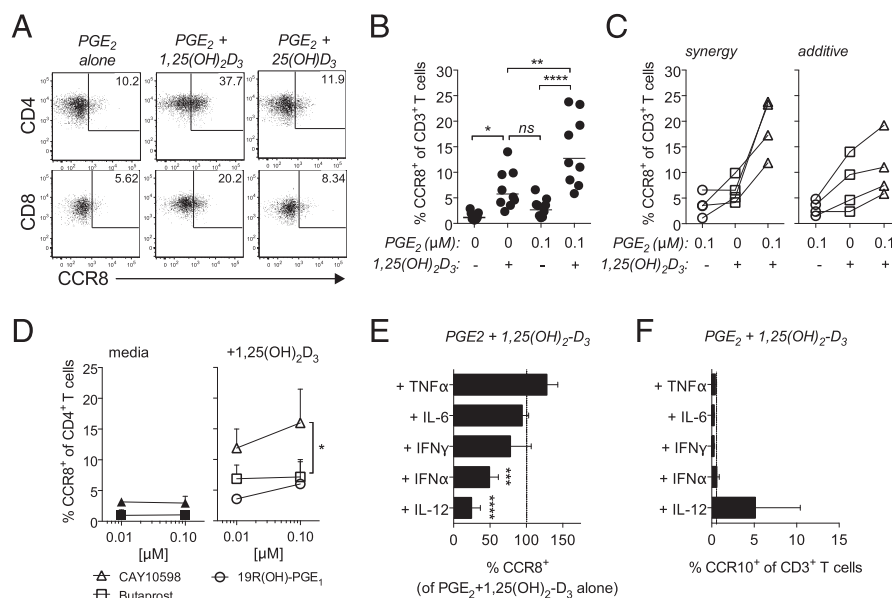 A
PGE2 alone
PGE2 + 1,25(OH)2D3
PGE2 + 25(OH)D3
CD4
10.2
37.7
11.9
CD8
5.62
20.2
8.34
CCR8
B
% CCR8+ of CD3+ T cells
30
25
20
15
10
5
0
*
ns
**
****
PGE2 (μM): 0 0 0.1 0.1
1,25(OH)2D3: - + - +
C
synergy
additive
% CCR8+ of CD3+ T cells
30
25
20
15
10
5
0
PGE2 (μM): 0.1 0 0.1 0.1 0 0.1
1,25(OH)2D3: - + + - + +
D
media
+1,25(OH)2D3
% CCR8+ of CD4+ T cells
25
20
15
10
5
0
*
0.01 0.10 0.01 0.10
[μM] [μM]
CAY10598
19R(OH)-PGE1
Butaprost
E
PGE2 + 1,25(OH)2-D3
+ TNFα
+ IL-6
+ IFNγ
+ IFNα
+ IL-12
***
****
0 50 100 150
% CCR8+
(of PGE2+1,25(OH)2-D3 alone)
F
PGE2 + 1,25(OH)2-D3
+ TNFα
+ IL-6
+ IFNγ
+ IFNα
+ IL-12
0 5 10 15
% CCR10+ of CD3+ T cells